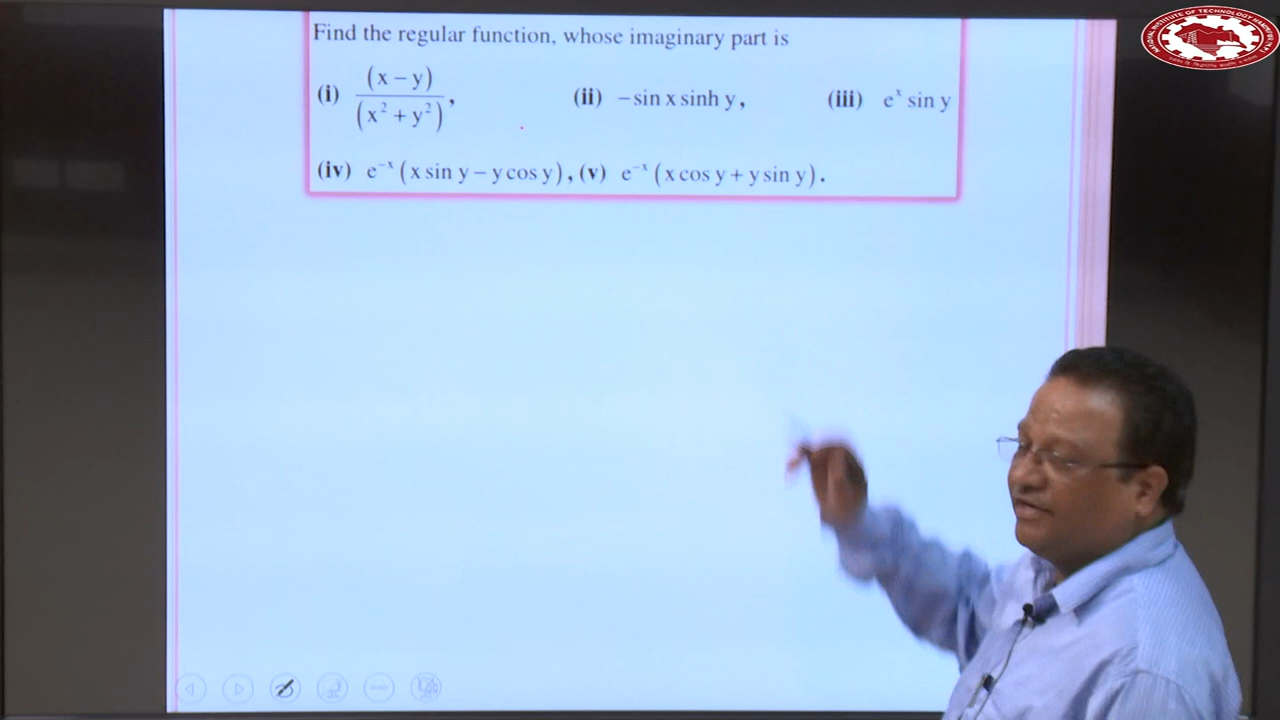 Find the regular function, whose imaginary part is
(i) (x − y) / (x² + y²), (ii) − sin x sinh y, (iii) eˣ sin y
(iv) e⁻ˣ (x sin y − y cos y), (v) e⁻ˣ (x cos y + y sin y).